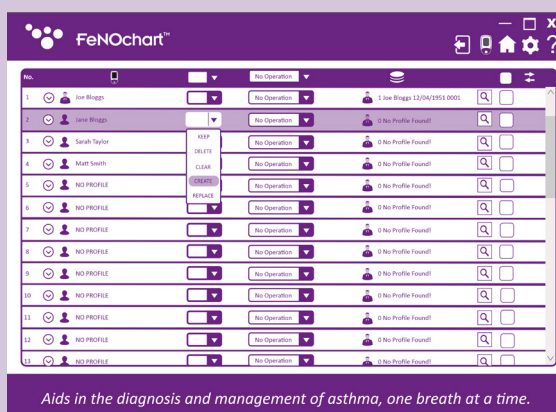 FeNOchart™
No. No Operation
1 Joe Bloggs No Operation 1 Joe Bloggs 12/04/1951 0001
2 Jane Bloggs 0 No Profile Found!
KEEP
3 Sarah Taylor No Operation 0 No Profile Found!
DELETE
4 Matt Smith CLEAR No Operation 0 No Profile Found!
5 NO PROFILE CREATE No Operation 0 No Profile Found!
REPLACE
6 NO PROFILE No Operation 0 No Profile Found!
7 NO PROFILE No Operation 0 No Profile Found!
8 NO PROFILE No Operation 0 No Profile Found!
9 NO PROFILE No Operation 0 No Profile Found!
10 NO PROFILE No Operation 0 No Profile Found!
11 NO PROFILE No Operation 0 No Profile Found!
12 NO PROFILE No Operation 0 No Profile Found!
13 NO PROFILE No Operation 0 No Profile Found!
Aids in the diagnosis and management of asthma, one breath at a time.